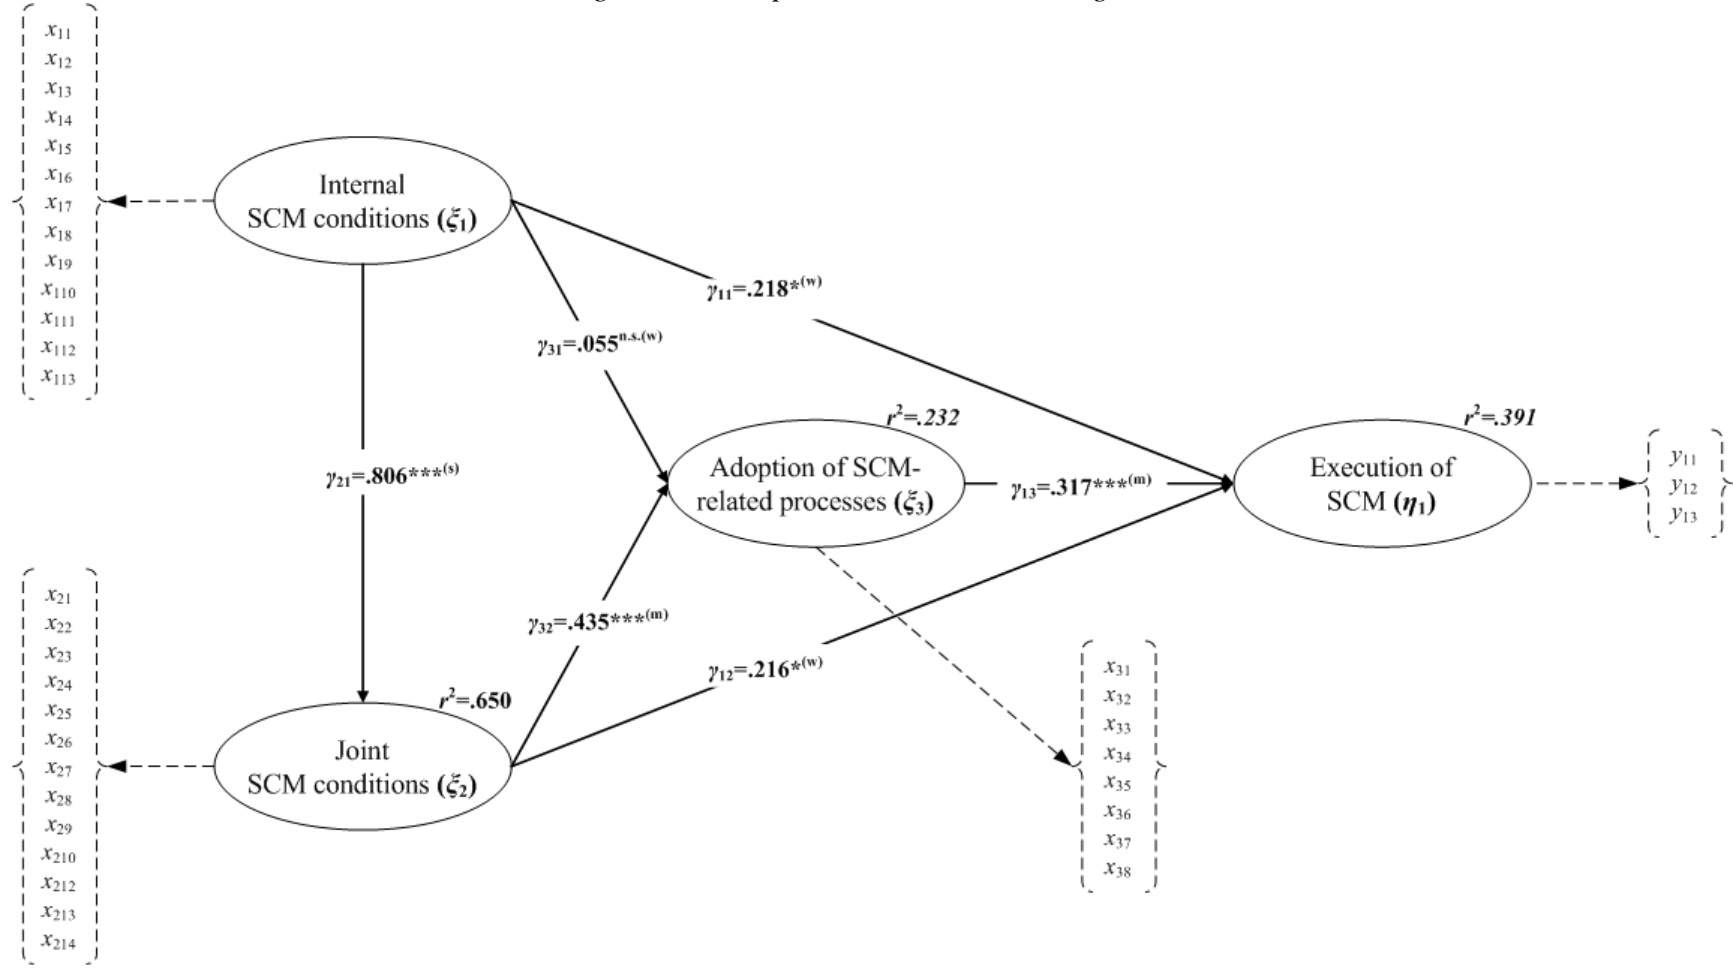 x11
x12
x13
x14
x15
x16
x17
x18
x19
x110
x111
x112
x113
Internal
SCM conditions (ξ1)
γ11=.218*(w)
γ31=.055n.s.(w)
γ21=.806***(s)
r2=.232
Adoption of SCM-
related processes (ξ3)
γ13=.317***(m)
r2=.391
Execution of
SCM (η1)
y11
y12
y13
γ32=.435***(m)
γ12=.216*(w)
r2=.650
Joint
SCM conditions (ξ2)
x21
x22
x23
x24
x25
x26
x27
x28
x29
x210
x212
x213
x214
x31
x32
x33
x34
x35
x36
x37
x38